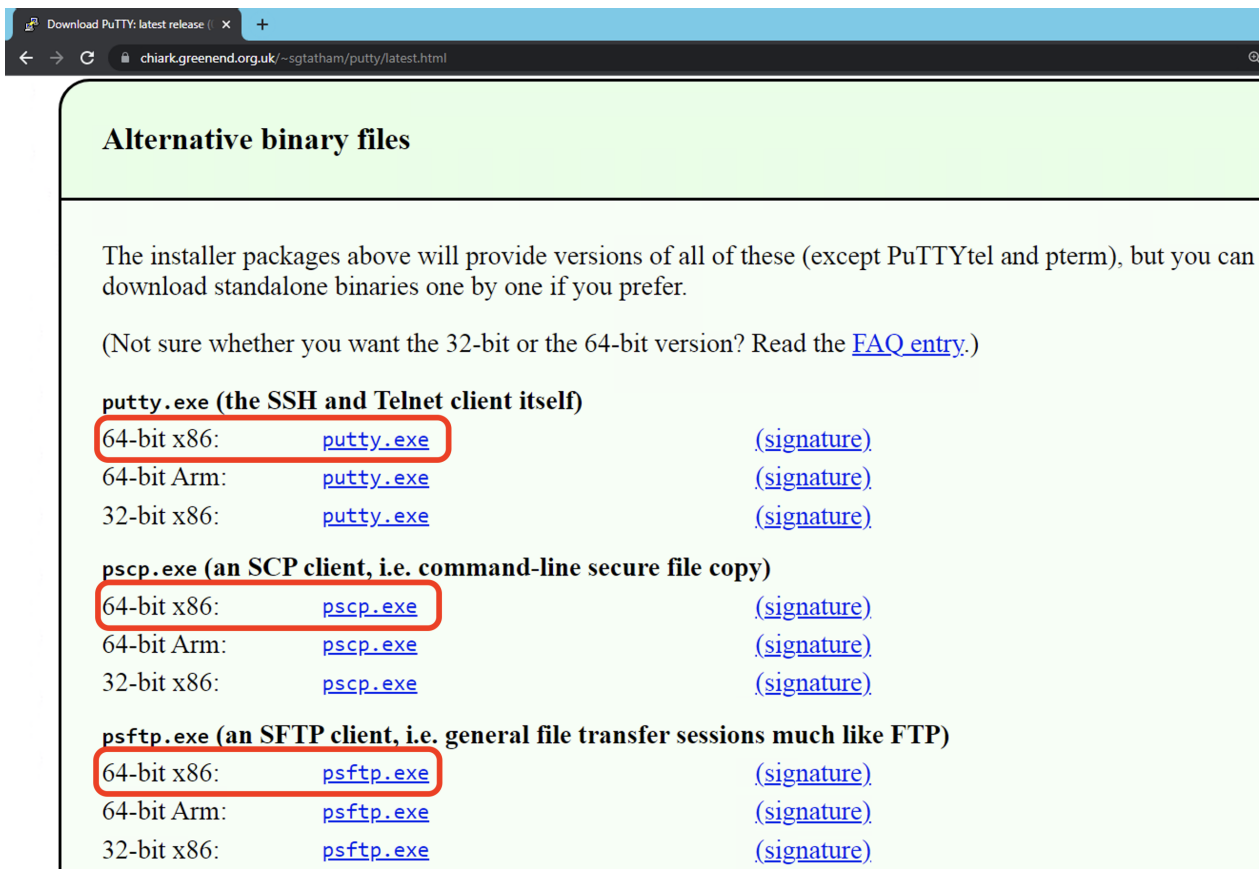 Download PuTTY: latest release (
chiark.greenend.org.uk/~sgtatham/putty/latest.html
Alternative binary files
The installer packages above will provide versions of all of these (except PuTTYtel and pterm), but you can
download standalone binaries one by one if you prefer.
(Not sure whether you want the 32-bit or the 64-bit version? Read the FAQ entry.)
putty.exe (the SSH and Telnet client itself)
64-bit x86: putty.exe (signature)
64-bit Arm: putty.exe (signature)
32-bit x86: putty.exe (signature)
pscp.exe (an SCP client, i.e. command-line secure file copy)
64-bit x86: pscp.exe (signature)
64-bit Arm: pscp.exe (signature)
32-bit x86: pscp.exe (signature)
psftp.exe (an SFTP client, i.e. general file transfer sessions much like FTP)
64-bit x86: psftp.exe (signature)
64-bit Arm: psftp.exe (signature)
32-bit x86: psftp.exe (signature)